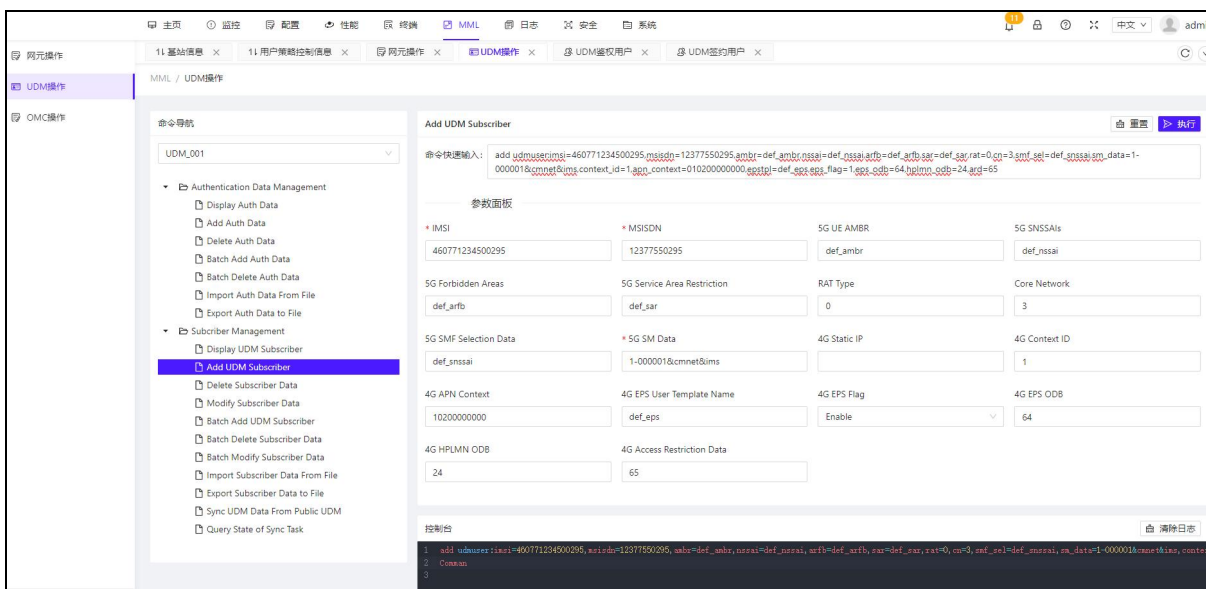 主页 监控 配置 性能 终端 MML 日志 安全 系统 11 中文 admi
网元操作
UDM操作
OMC操作
基站信息 用户策略控制信息 网元操作 UDM操作 UDM鉴权用户 UDM签约用户
MML / UDM操作
命令导航
UDM_001
Authentication Data Management
Display Auth Data
Add Auth Data
Delete Auth Data
Batch Add Auth Data
Batch Delete Auth Data
Import Auth Data From File
Export Auth Data to File
Subcriber Management
Display UDM Subscriber
Add UDM Subscriber
Delete Subscriber Data
Modify Subscriber Data
Batch Add UDM Subscriber
Batch Delete Subscriber Data
Batch Modify Subscriber Data
Import Subscriber Data From File
Export Subscriber Data to File
Sync UDM Data From Public UDM
Query State of Sync Task
Add UDM Subscriber 重置 执行
命令快速输入: add udmuser:imsi=460771234500295,msisdn=12377550295,ambr=def_ambr,nssai=def_nssai,arfb=def_arfb,sar=def_sar,rat=0,cn=3,smf_sel=def_snssai,sm_data=1-
000001&cmnet&ims,context_id=1,apn_context=010200000000,epstpl=def_eps,eps_flag=1,eps_odb=64,hplmn_odb=24,ard=65
参数面板
* IMSI * MSISDN 5G UE AMBR 5G SNSSAIs
460771234500295 12377550295 def_ambr def_nssai
5G Forbidden Areas 5G Service Area Restriction RAT Type Core Network
def_arfb def_sar 0 3
5G SMF Selection Data * 5G SM Data 4G Static IP 4G Context ID
def_snssai 1-000001&cmnet&ims 1
4G APN Context 4G EPS User Template Name 4G EPS Flag 4G EPS ODB
10200000000 def_eps Enable 64
4G HPLMN ODB 4G Access Restriction Data
24 65
控制台 清除日志
1 add udmuser:imsi=460771234500295,msisdn=12377550295,ambr=def_ambr,nssai=def_nssai,arfb=def_arfb,sar=def_sar,rat=0,cn=3,smf_sel=def_snssai,sm_data=1-000001&cmnet&ims,conte
2 Comman
3